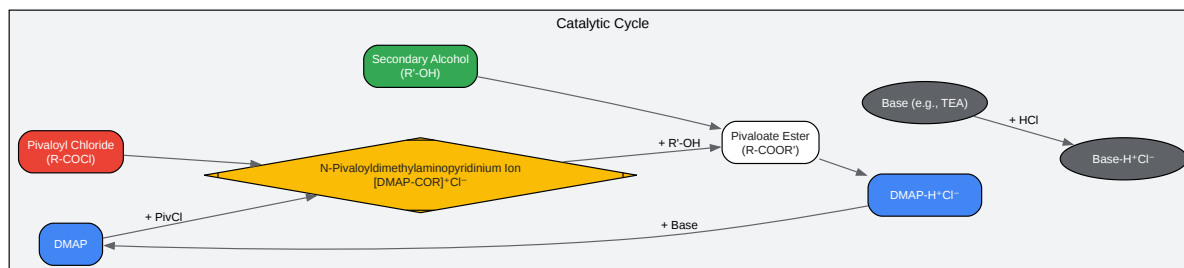 Catalytic Cycle
Secondary Alcohol
(R'-OH)
Base (e.g., TEA)
+ HCl
Pivaloyl Chloride
(R-COCl)
+ R'-OH
Pivaloate Ester
(R-COOR')
Base-H⁺Cl⁻
N-Pivaloyldimethylaminopyridinium Ion
[DMAP-COR]⁺Cl⁻
DMAP-H⁺Cl⁻
+ PivCl
+ Base
DMAP